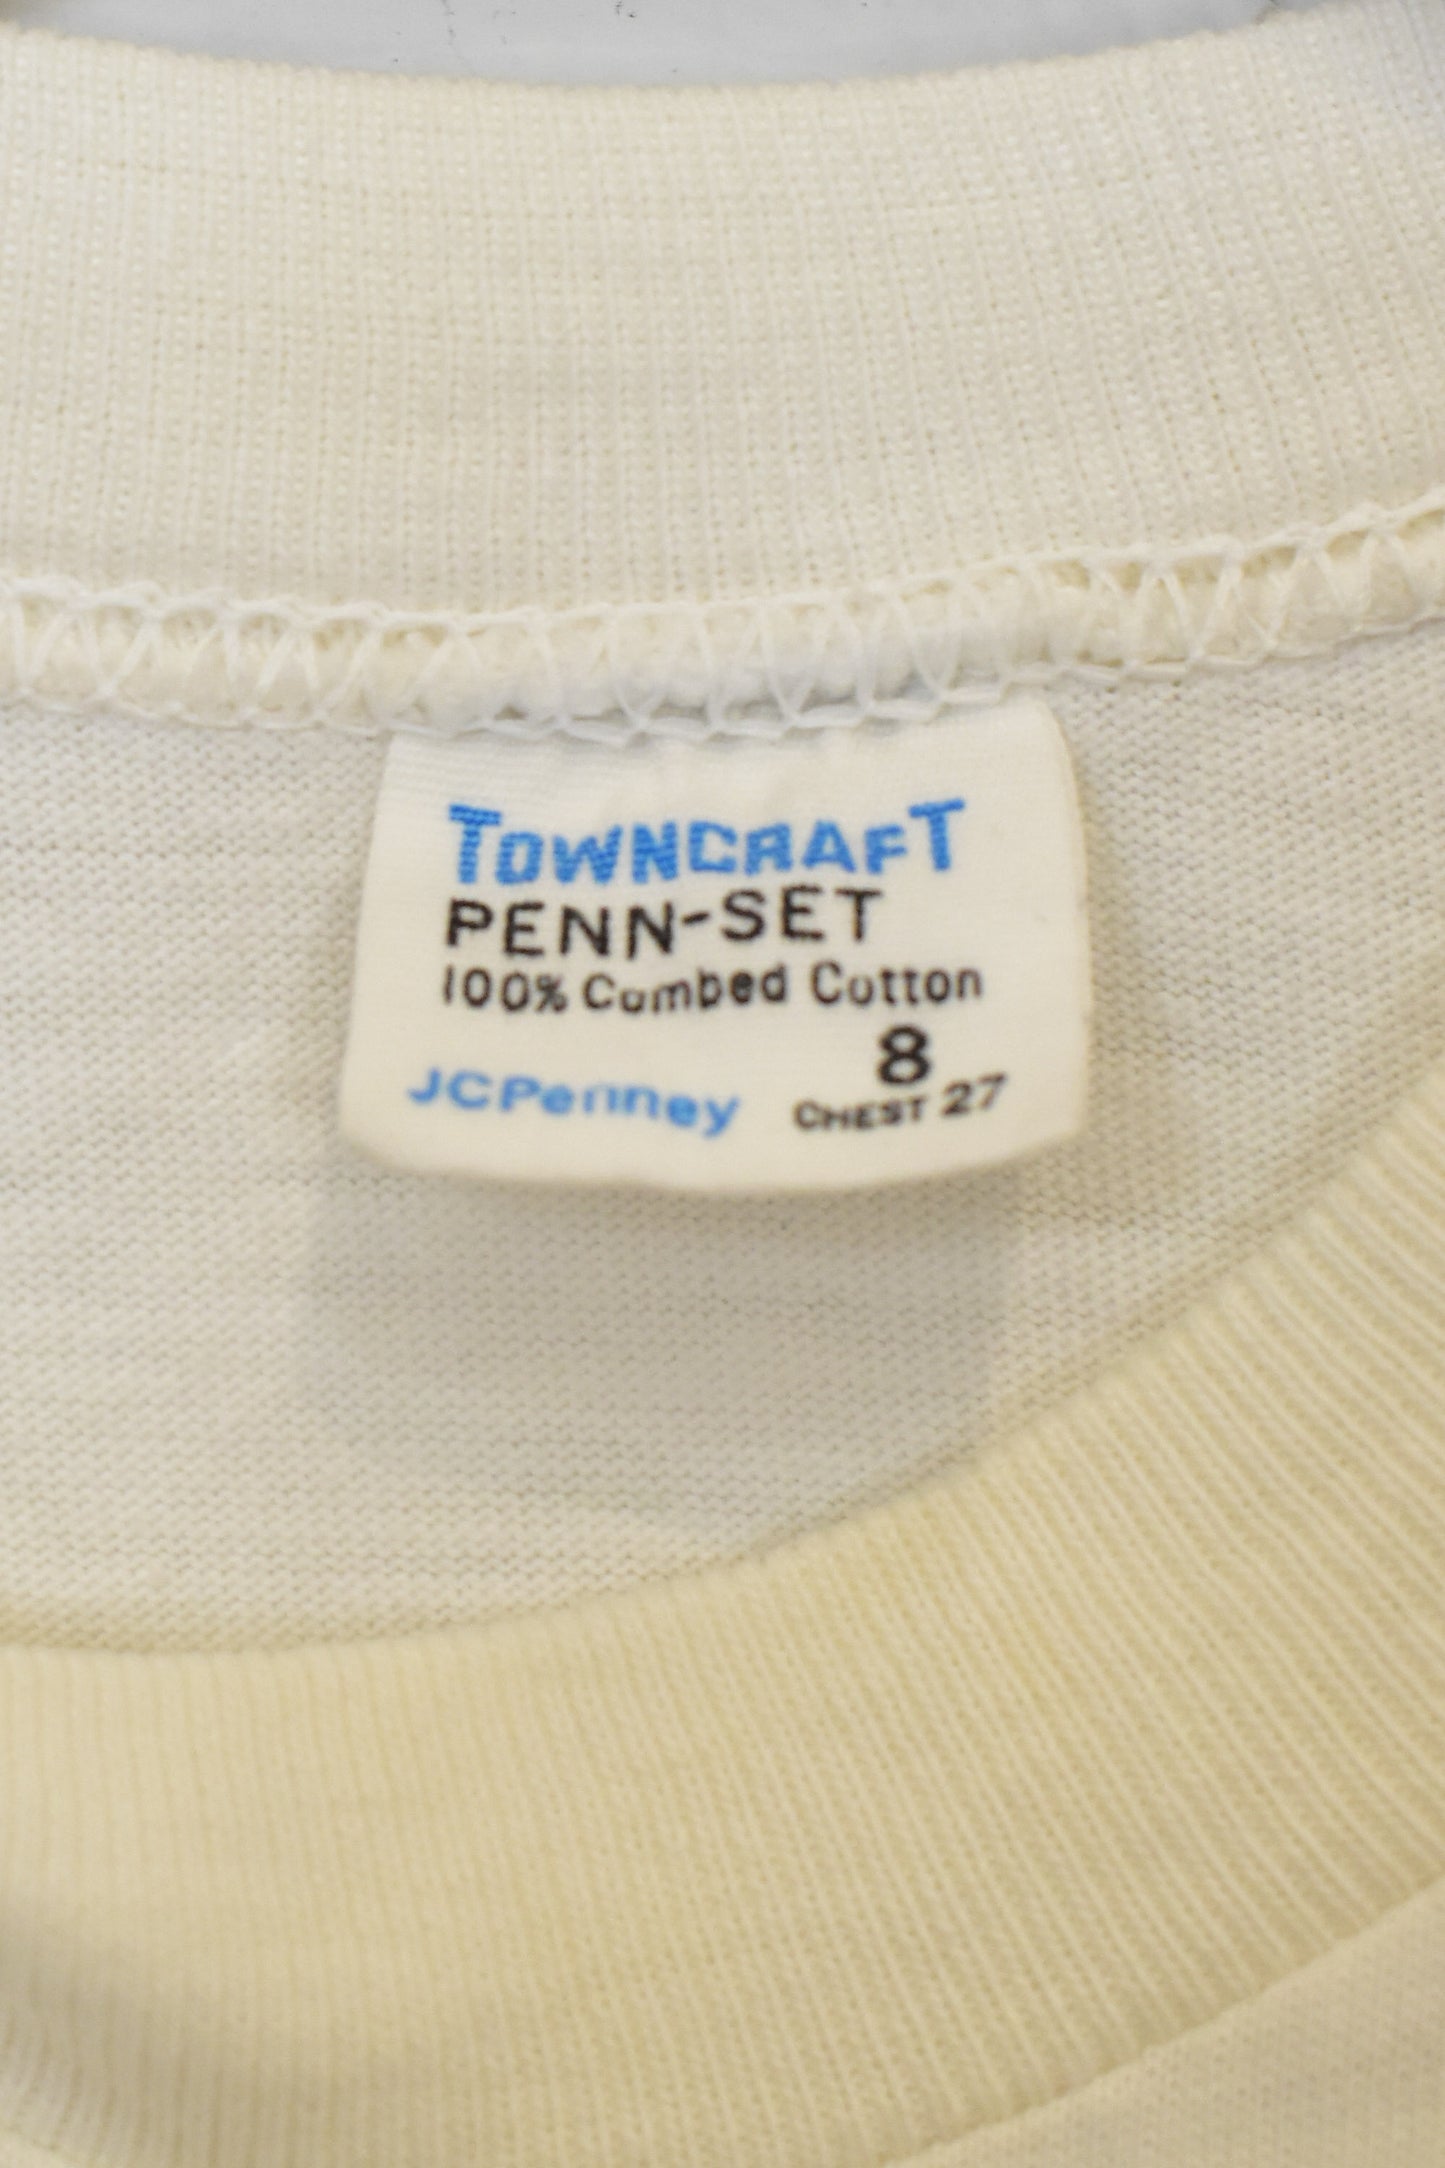 TOWNCRAFT
PENN-SET
100% Combed Cotton
8
JCPenney CHEST 27